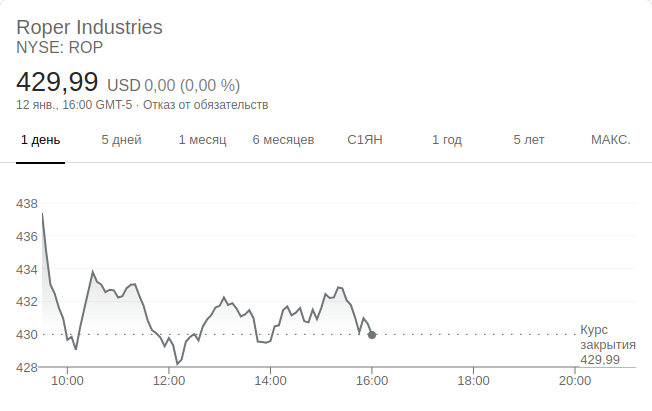 Roper Industries
NYSE: ROP
429,99 USD 0,00 (0,00 %)
12 янв., 16:00 GMT-5 · Отказ от обязательств
1 день 5 дней 1 месяц 6 месяцев С1ЯН 1 год 5 лет МАКС.
438
436
434
432
430
428
Курс
закрытия
429,99
10:00 12:00 14:00 16:00 18:00 20:00